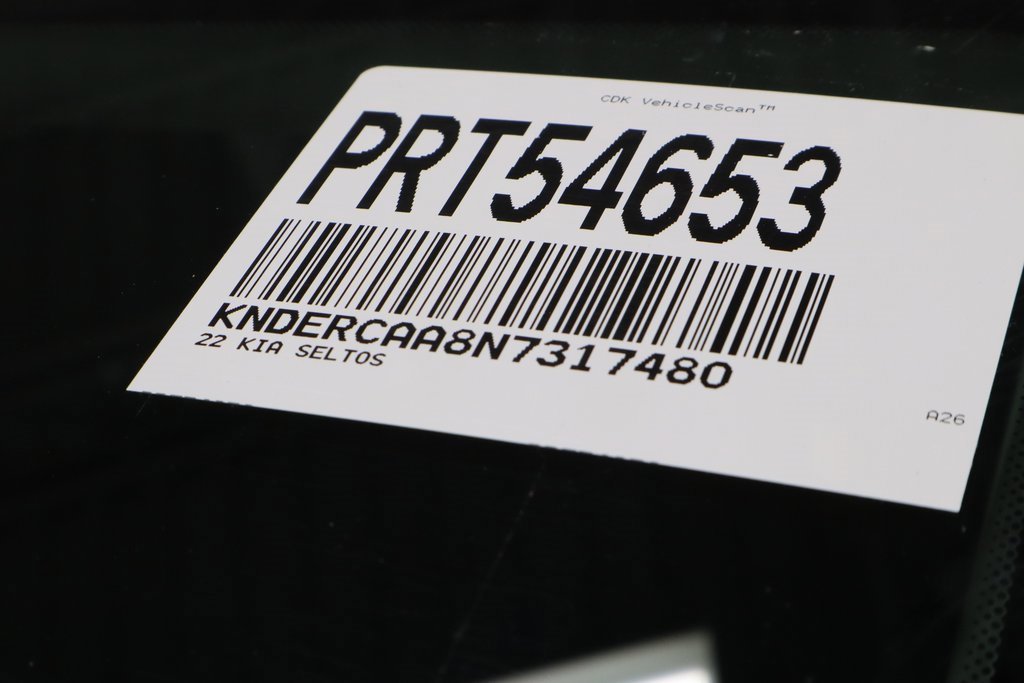 CDK VehicleScan™
PRT54653
KNDERCAA8N7317480
22 KIA SELTOS
A26